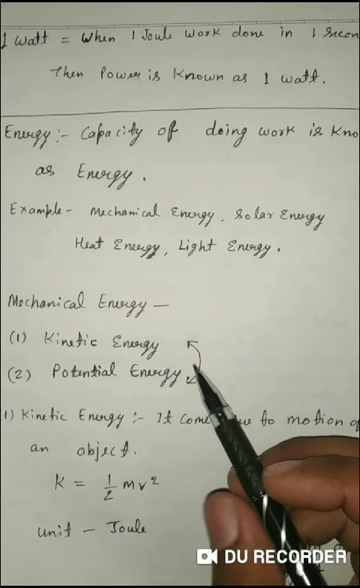 1 Watt = When 1 Joule work done in 1 Secon
Then Power is Known as 1 watt.
Energy :- Capacity of doing work is Kno
as Energy.
Example - Mechanical Energy, Solar Energy
Heat Energy, Light Energy.
Mechanical Energy —
(1) Kinetic Energy
(2) Potential Energy
1) Kinetic Energy :- It come ue to motion o
an object.
K = 1/2 mv²
unit - Joule
DU RECORDER